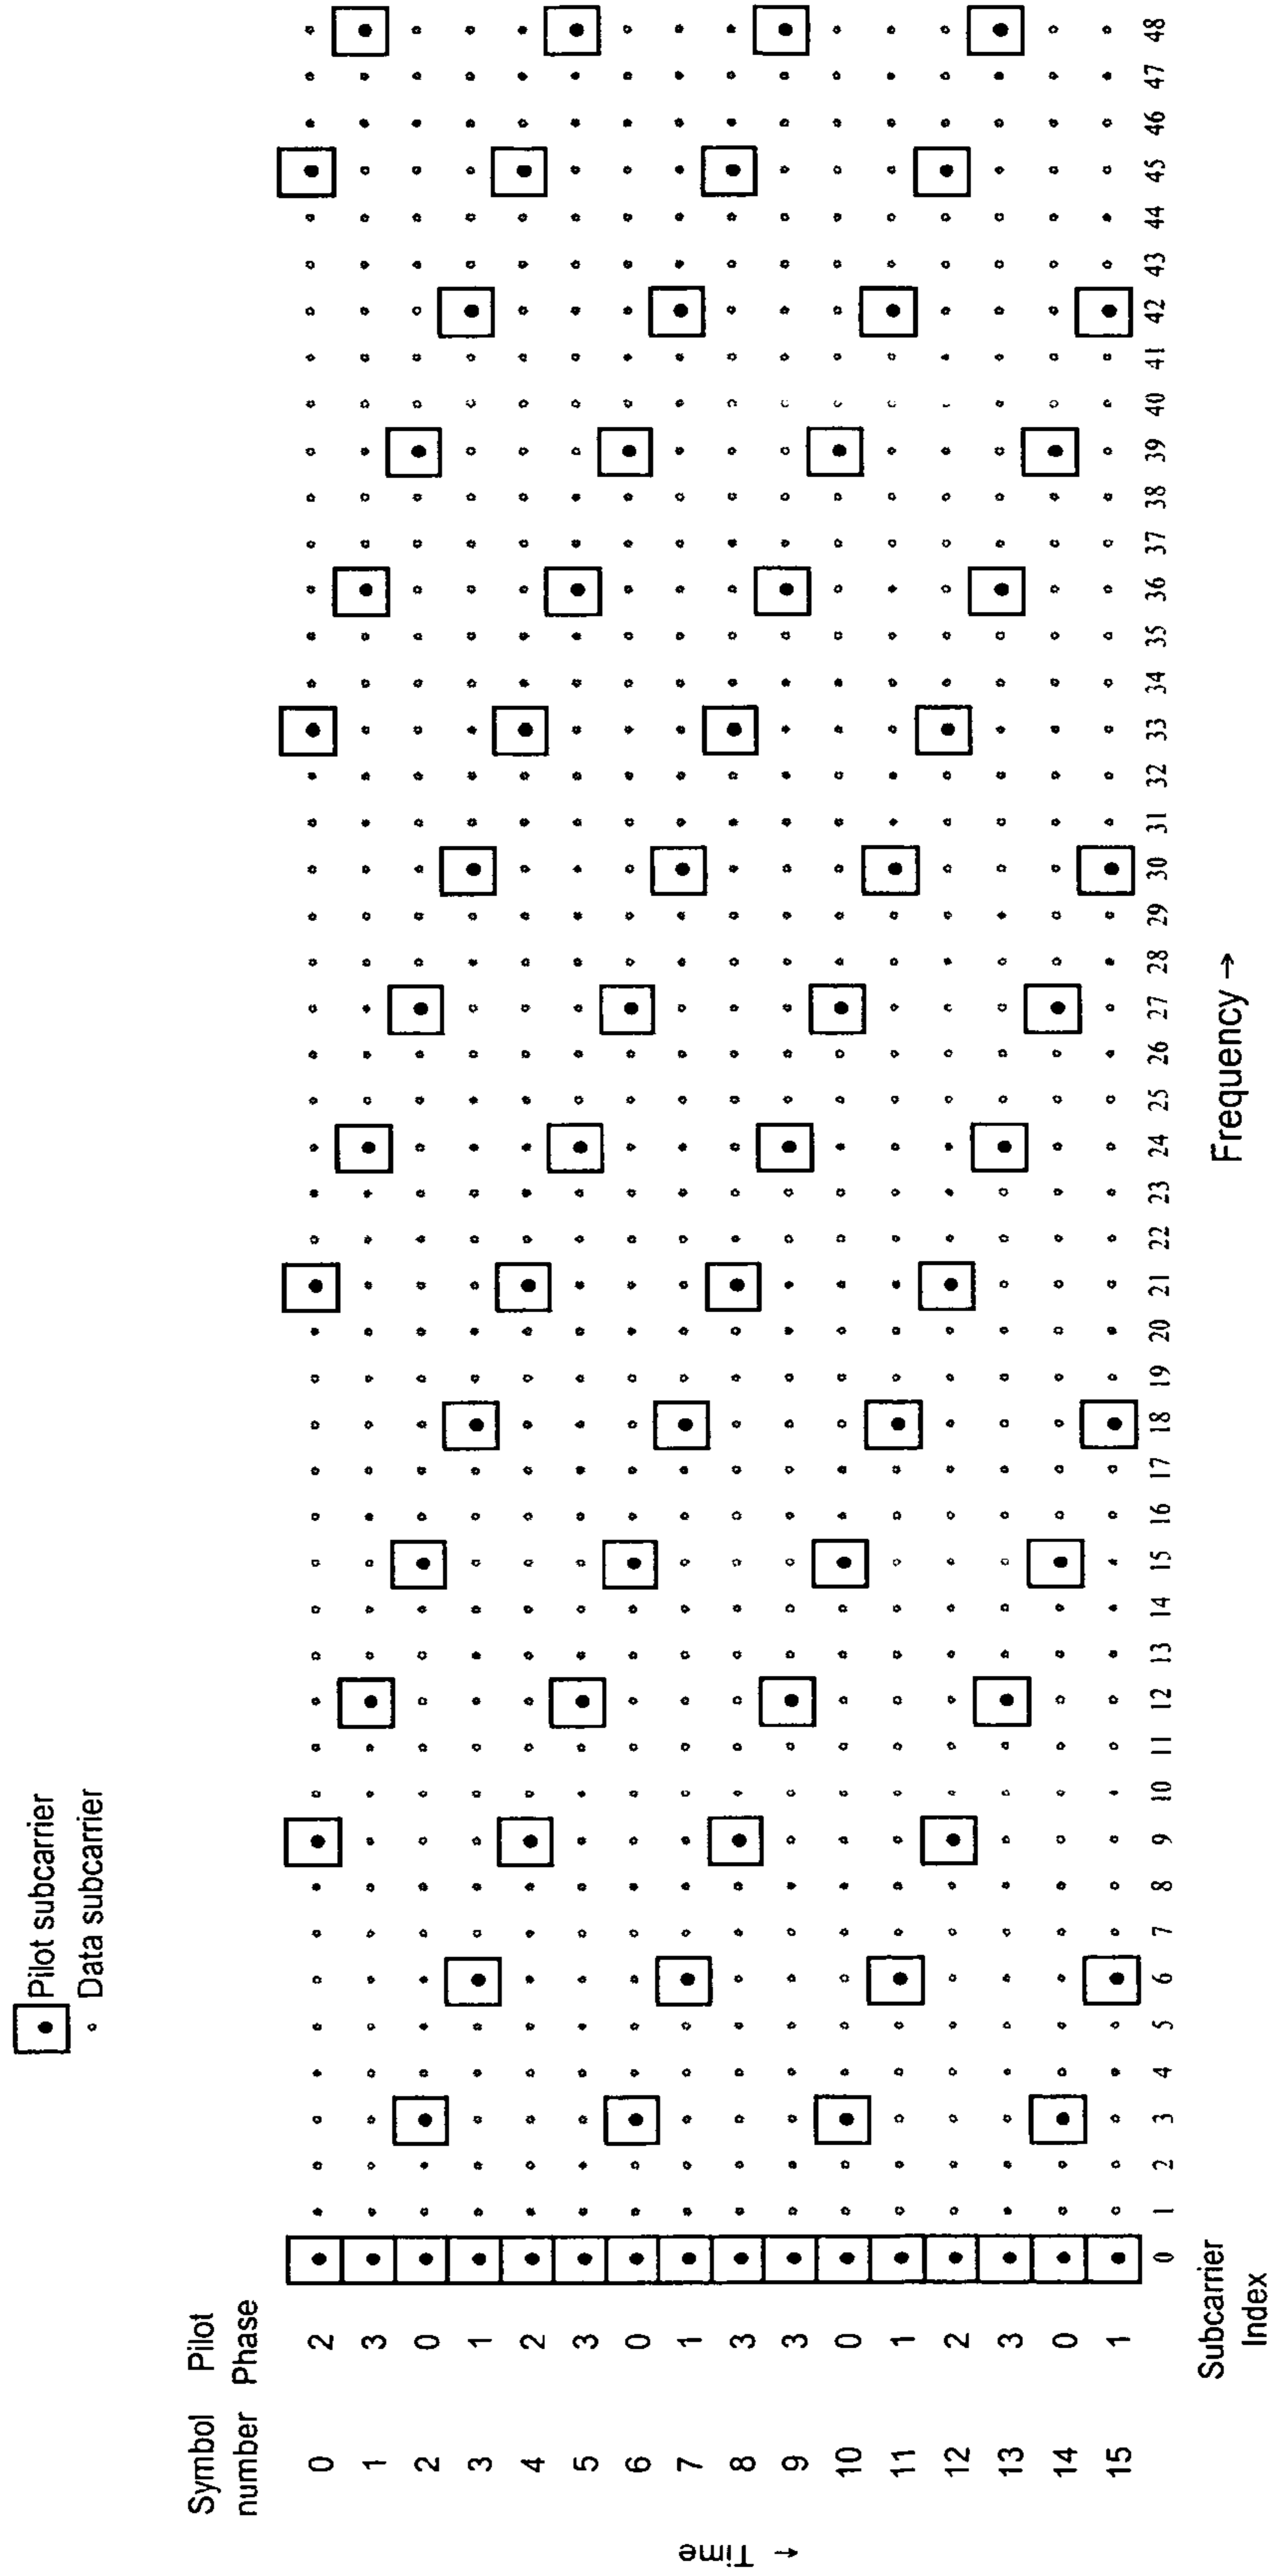 Pilot subcarrier
Data subcarrier
Symbol number Pilot Phase
0 2
1 3
2 0
3 1
4 2
5 3
6 0
7 1
8 3
9 3
10 0
11 1
12 2
13 3
14 0
15 1
↑ Time
Subcarrier Index
0 1 2 3 4 5 6 7 8 9 10 11 12 13 14 15 16 17 18 19 20 21 22 23 24 25 26 27 28 29 30 31 32 33 34 35 36 37 38 39 40 41 42 43 44 45 46 47 48
Frequency →